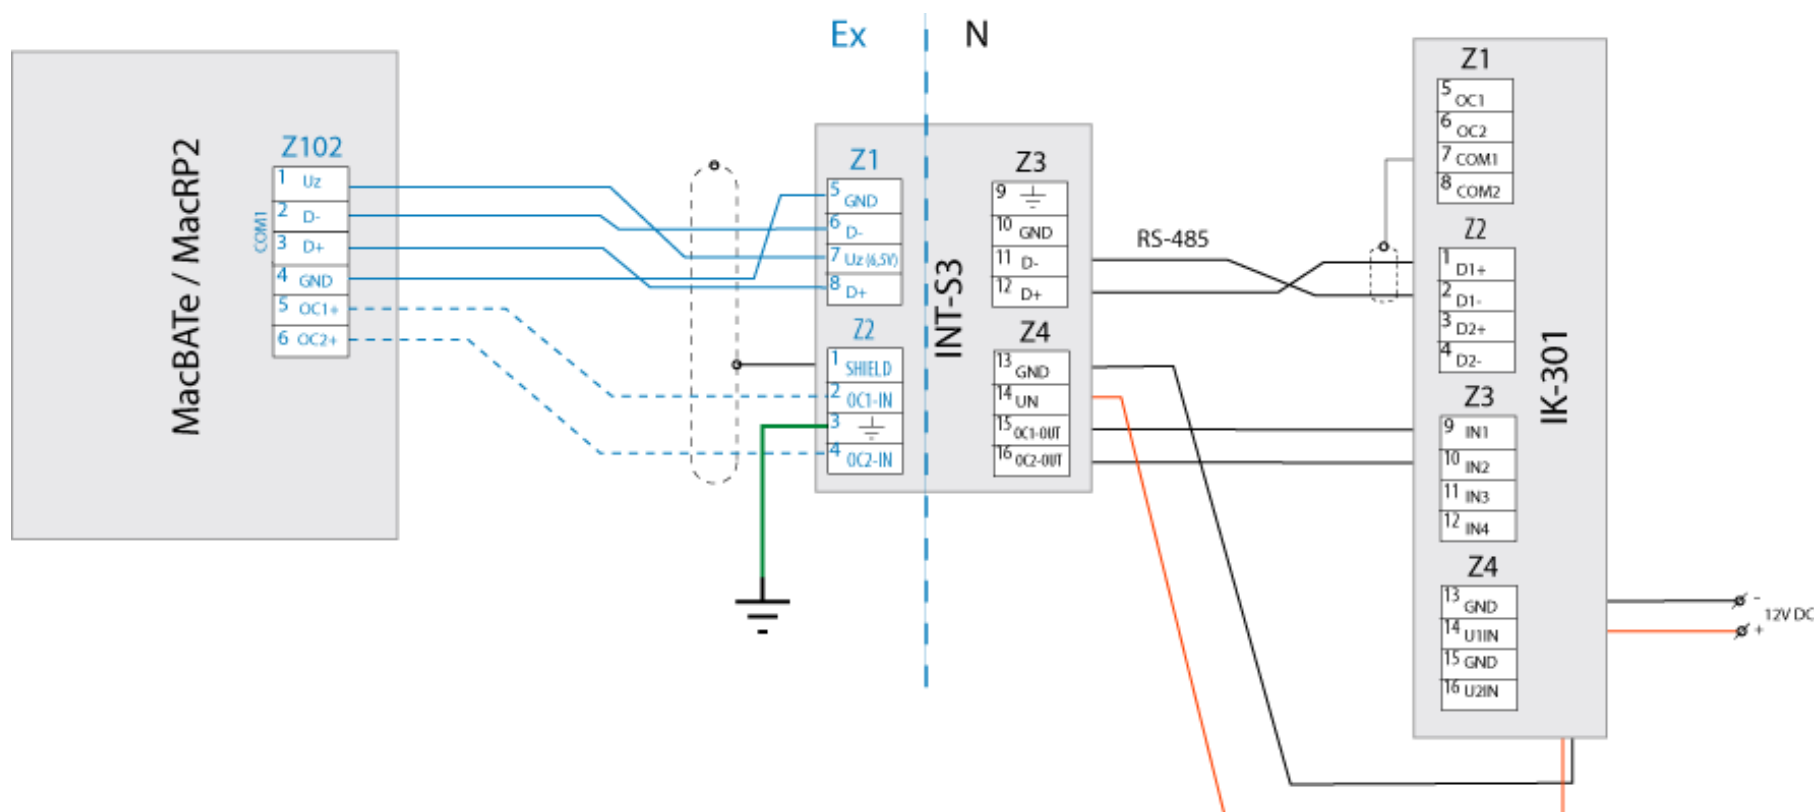 Ex
N
MacBATe / MacRP2
Z102
COM1
1 Uz
2 D-
3 D+
4 GND
5 OC1+
6 OC2+
INT-S3
Z1
5 GND
6 D-
7 Uz (6,5V)
8 D+
Z2
1 SHIELD
2 OC1-IN
3
4 OC2-IN
Z3
9
10 GND
11 D-
12 D+
Z4
13 GND
14 UN
15 OC1-OUT
16 OC2-OUT
RS-485
IK-301
Z1
5 OC1
6 OC2
7 COM1
8 COM2
Z2
1 D1+
2 D1-
3 D2+
4 D2-
Z3
9 IN1
10 IN2
11 IN3
12 IN4
Z4
13 GND
14 U1IN
15 GND
16 U2IN
-
12V DC
+